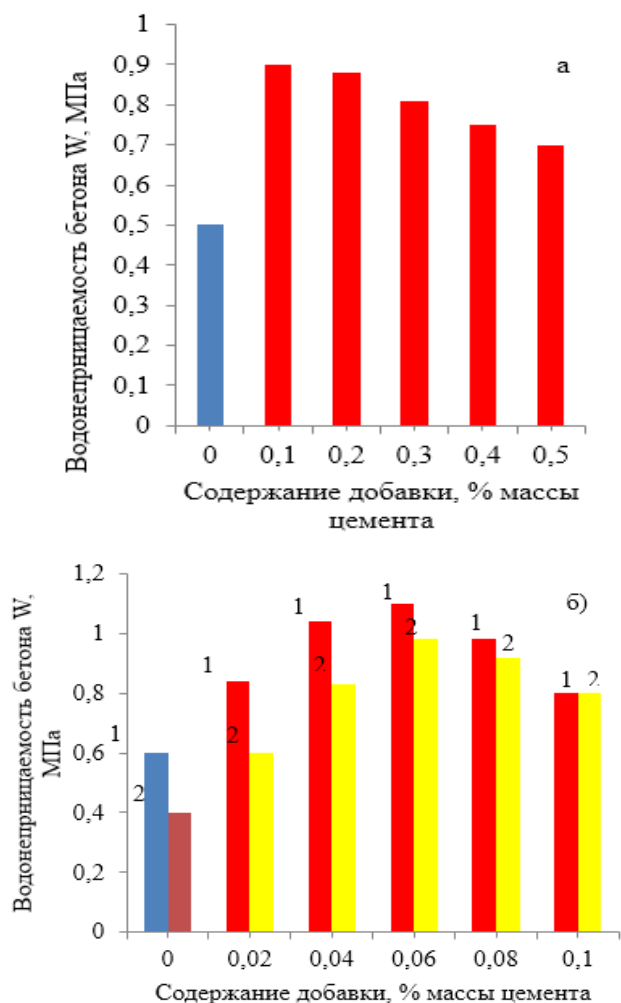 Водонепрницаемость бетона W, МПа
1
0,9
0,8
0,7
0,6
0,5
0,4
0,3
0,2
0,1
0
а
0 0,1 0,2 0,3 0,4 0,5
Содержание добавки, % массы
цемента
Водонепрницаемость бетона W,
МПа
1,2
1
0,8
0,6
0,4
0,2
0
б)
1 2 1 2 1 2 1 2 1 2 1 2
0 0,02 0,04 0,06 0,08 0,1
Содержание добавки, % массы цемента